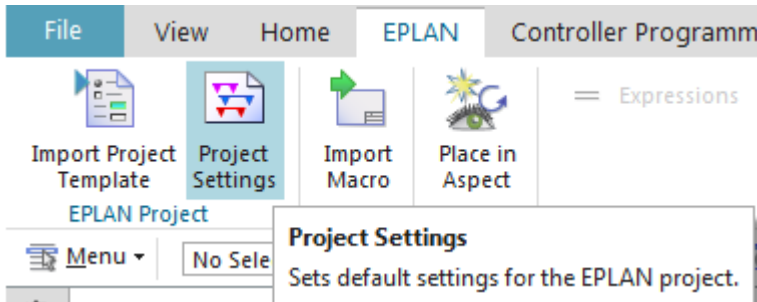 File View Home EPLAN Controller Programm
Import Project Template
Project Settings
Import Macro
Place in Aspect
= Expressions
EPLAN Project
Menu
No Sele
Project Settings
Sets default settings for the EPLAN project.